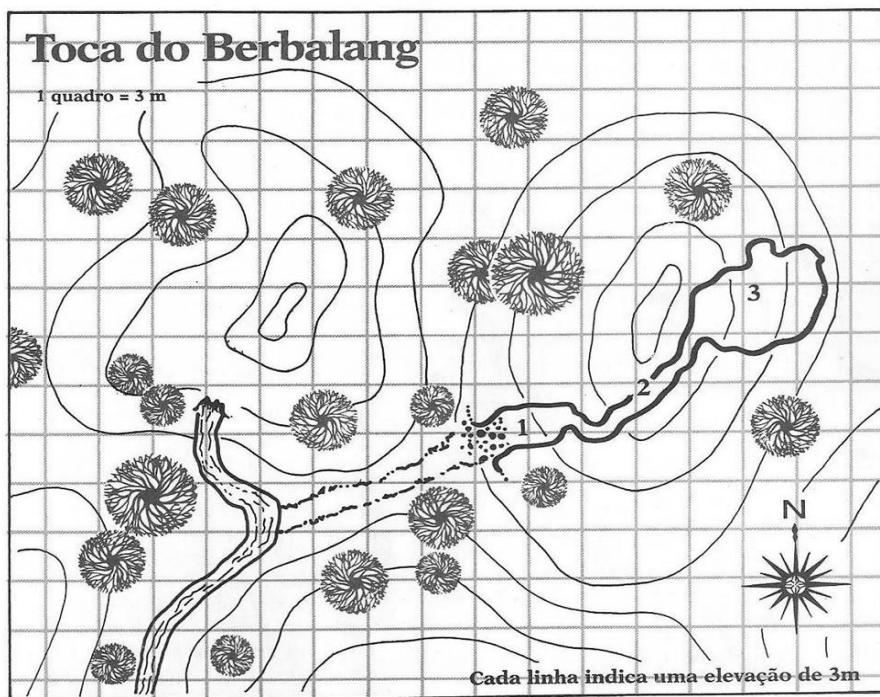 Toca do Berbalang
1 quadro = 3 m
3
2
1
N
Cada linha indica uma elevação de 3m